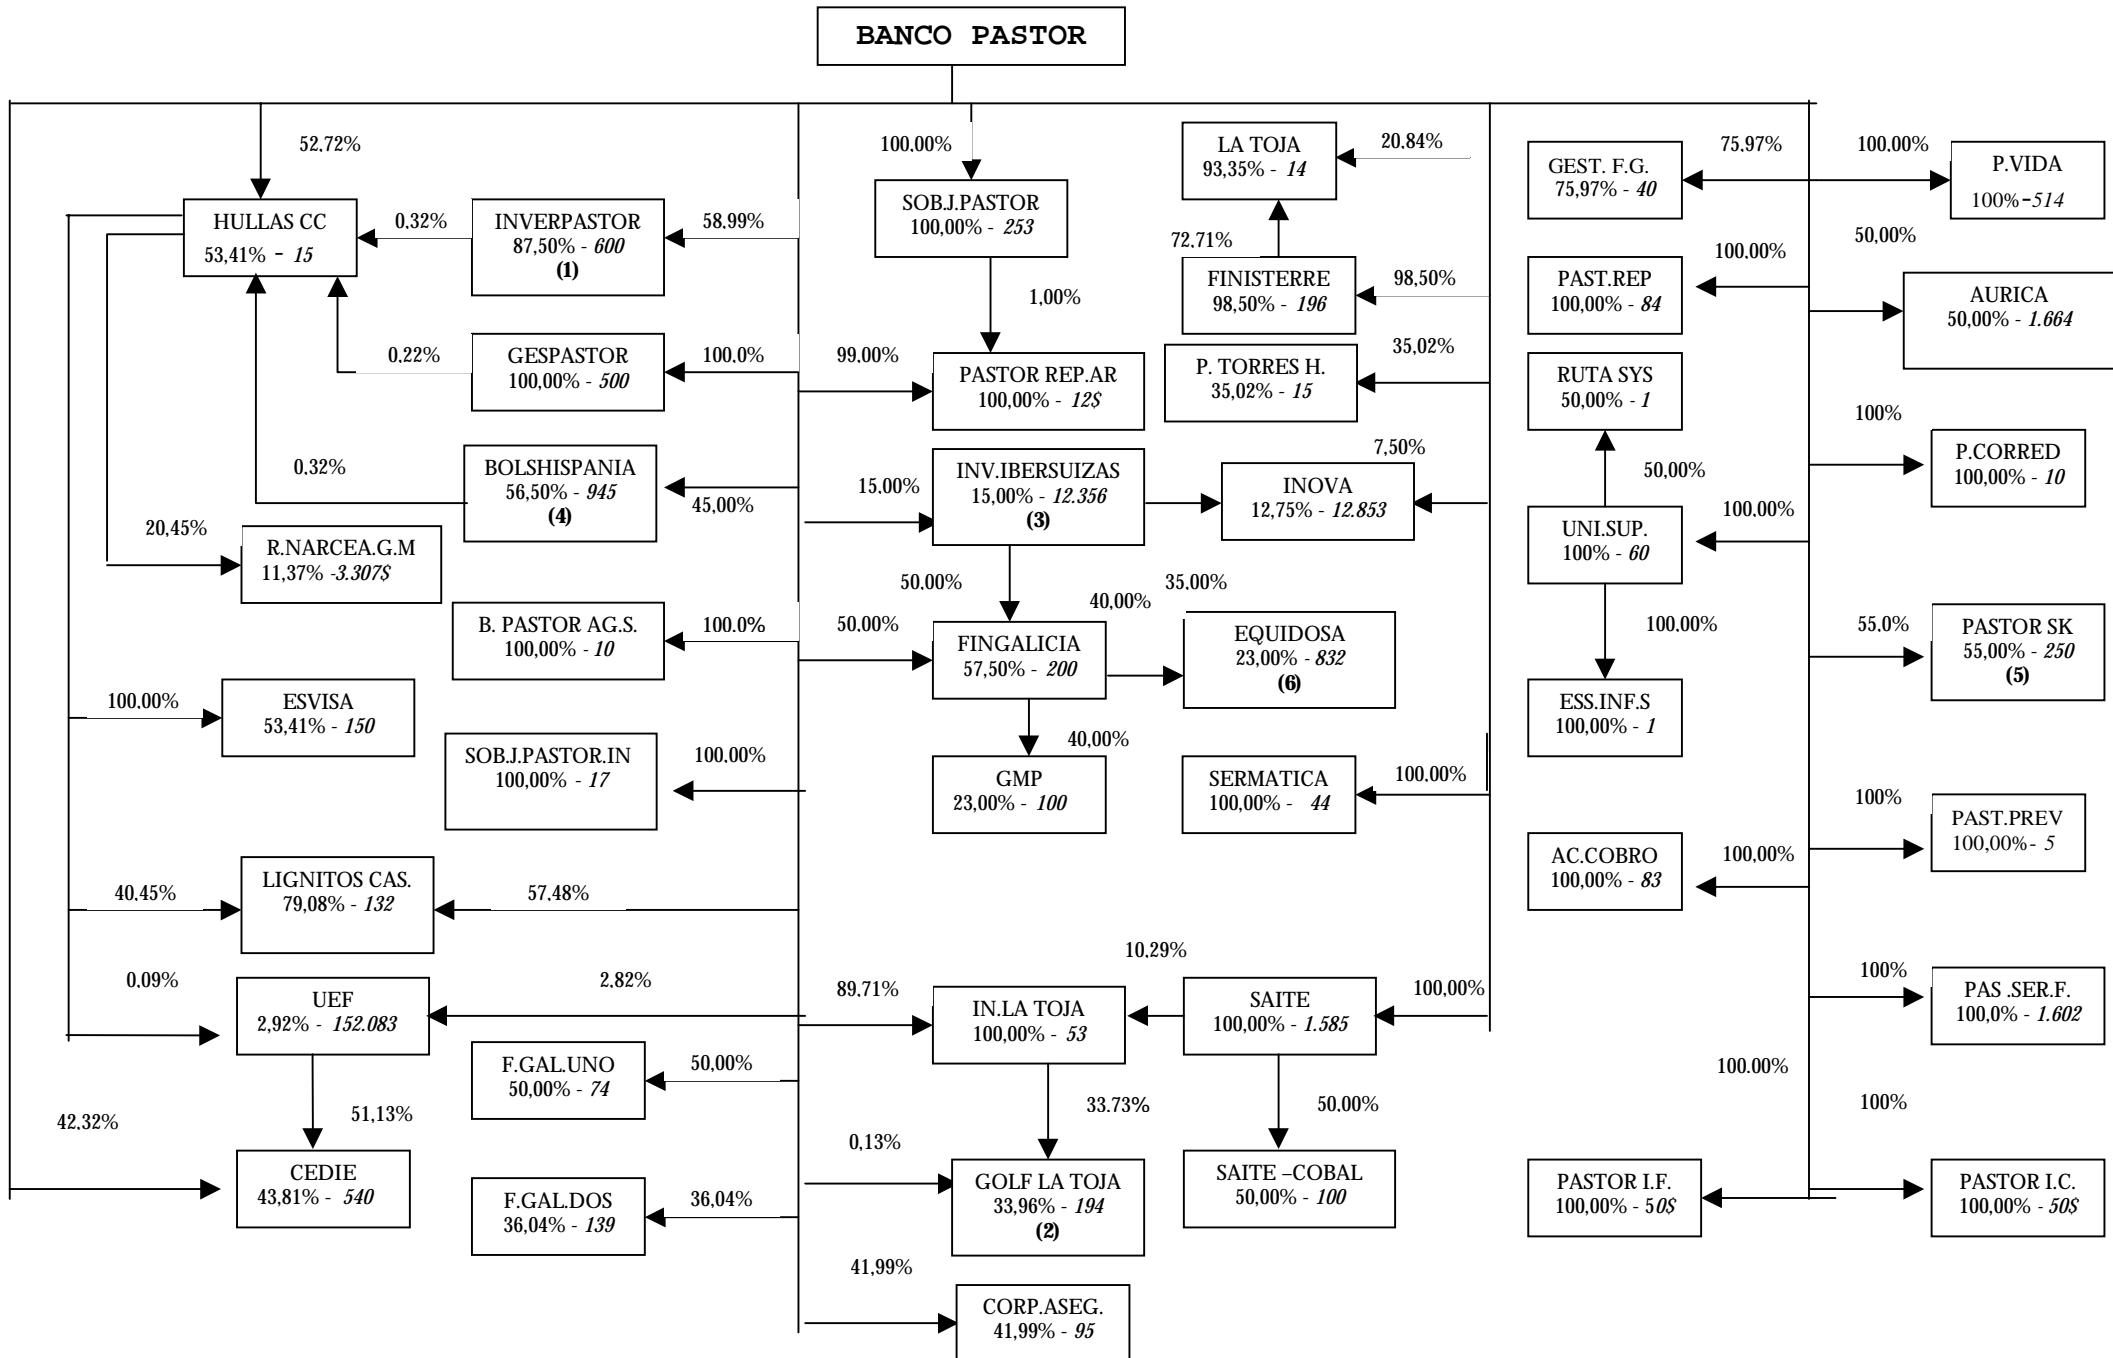 BANCO PASTOR
52,72%
HULLAS CC
53,41% - 15
0,32%
INVERPASTOR
87,50% - 600
(1)
58,99%
0,22%
GESPASTOR
100,00% - 500
100,0%
0,32%
BOLSHISPANIA
56,50% - 945
(4)
45,00%
20,45%
R.NARCEA.G.M
11,37% -3.307$
B. PASTOR AG.S.
100,00% - 10
100.0%
100,00%
ESVISA
53,41% - 150
SOB.J.PASTOR.IN
100,00% - 17
100,00%
40,45%
LIGNITOS CAS.
79,08% - 132
57,48%
0,09%
UEF
2,92% - 152.083
2,82%
F.GAL.UNO
50,00% - 74
50,00%
42,32%
51,13%
CEDIE
43,81% - 540
F.GAL.DOS
36,04% - 139
36,04%
100,00%
SOB.J.PASTOR
100,00% - 253
1,00%
99,00%
PASTOR REP.AR
100,00% - 12$
LA TOJA
93,35% - 14
20,84%
72,71%
FINISTERRE
98,50% - 196
98,50%
P. TORRES H.
35,02% - 15
35,02%
15,00%
INV.IBERSUIZAS
15,00% - 12.356
(3)
INOVA
12,75% - 12.853
7,50%
50,00%
35,00%
40,00%
50,00%
FINGALICIA
57,50% - 200
EQUIDOSA
23,00% - 832
(6)
40,00%
GMP
23,00% - 100
SERMATICA
100,00% - 44
100,00%
10,29%
89,71%
IN.LA TOJA
100,00% - 53
SAITE
100,00% - 1.585
100,00%
33.73%
50,00%
0,13%
GOLF LA TOJA
33,96% - 194
(2)
SAITE –COBAL
50,00% - 100
41,99%
CORP.ASEG.
41,99% - 95
GEST. F.G.
75,97% - 40
75,97%
100.00%
P.VIDA
100%-514
PAST.REP
100,00% - 84
100,00%
50,00%
AURICA
50,00% - 1.664
RUTA SYS
50,00% - 1
50,00%
100%
P.CORRED
100,00% - 10
UNI.SUP.
100% - 60
100,00%
100,00%
55.0%
PASTOR SK
55,00% - 250
(5)
ESS.INF.S
100,00% - 1
100%
PAST.PREV
100,00% - 5
AC.COBRO
100,00% - 83
100,00%
100%
PAS .SER.F.
100,0% - 1.602
100.00%
100%
PASTOR I.F.
100,00% - 50$
PASTOR I.C.
100,00% - 50$